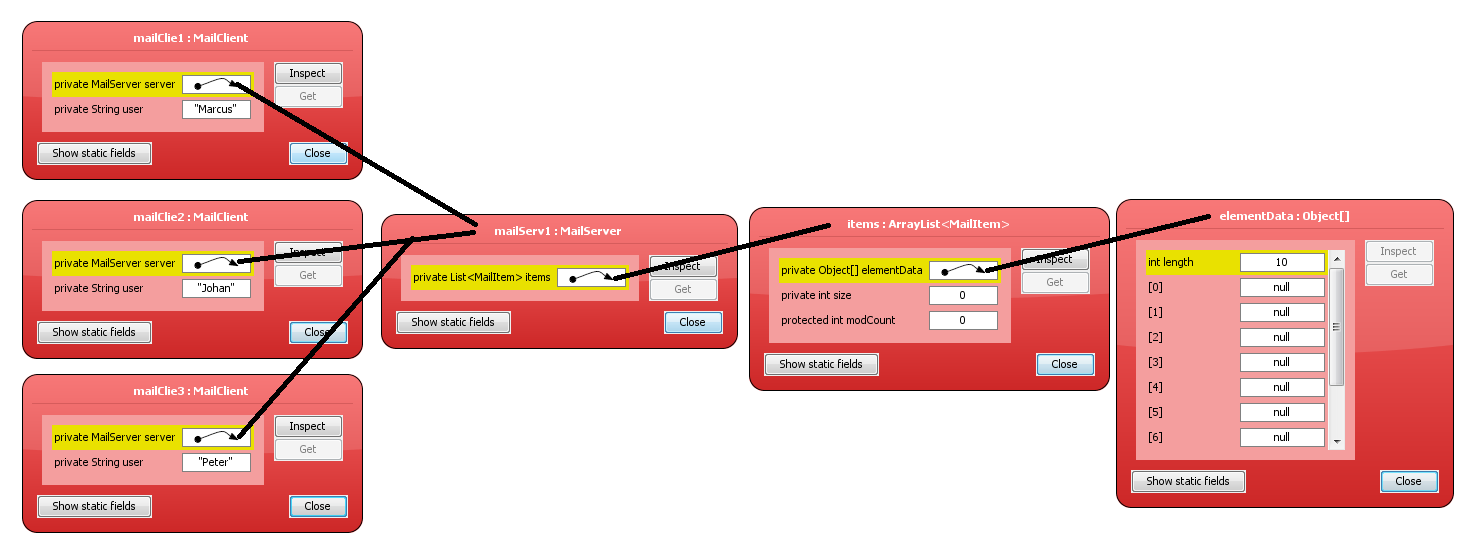 mailClie1 : MailClient
private MailServer server
Inspect
Get
private String user "Marcus"
Show static fields Close
mailClie2 : MailClient
private MailServer server
Inspect
Get
private String user "Johan"
Show static fields Close
mailClie3 : MailClient
private MailServer server
Inspect
Get
private String user "Peter"
Show static fields Close
mailServ1 : MailServer
private List<MailItem> items
Inspect
Get
Show static fields Close
items : ArrayList<MailItem>
private Object[] elementData
Inspect
Get
private int size 0
protected int modCount 0
Show static fields Close
elementData : Object[]
int length 10
Inspect
Get
[0] null
[1] null
[2] null
[3] null
[4] null
[5] null
[6] null
Show static fields Close